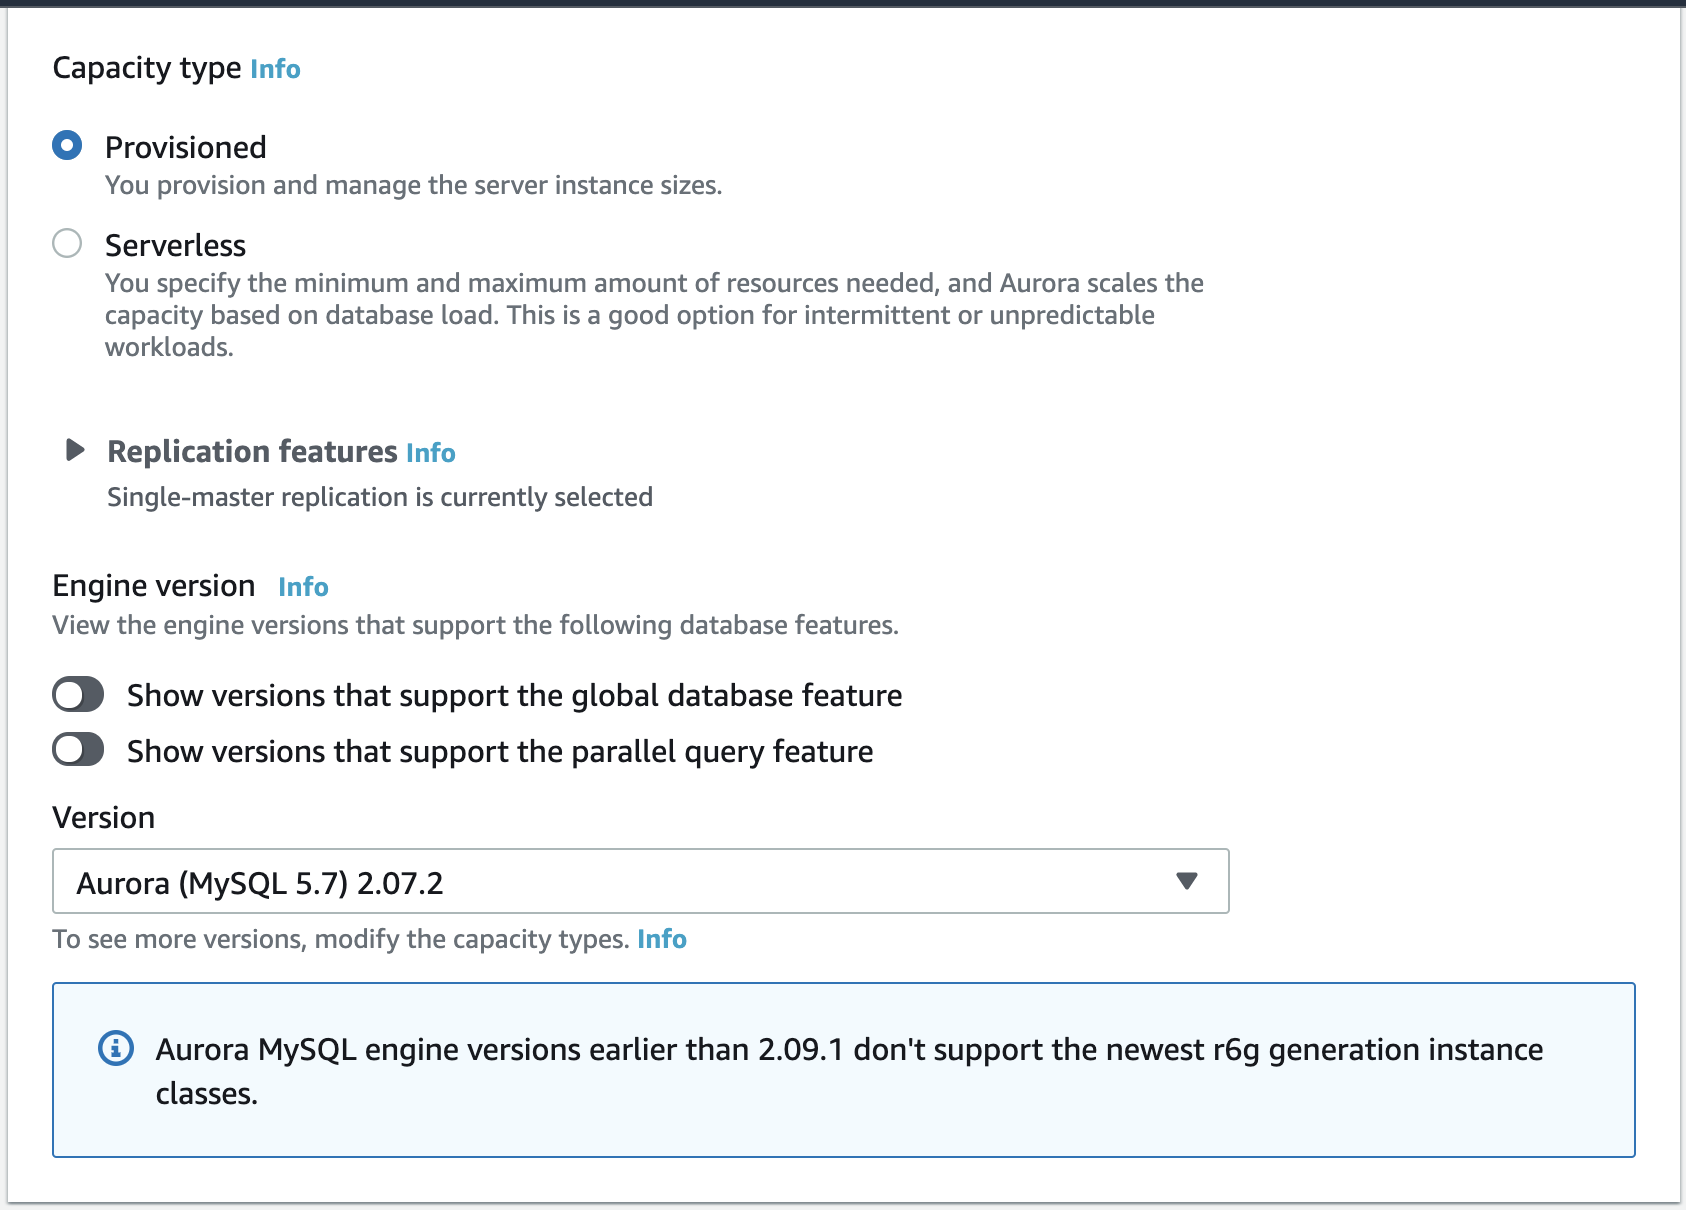 Capacity type Info
Provisioned
You provision and manage the server instance sizes.
Serverless
You specify the minimum and maximum amount of resources needed, and Aurora scales the
capacity based on database load. This is a good option for intermittent or unpredictable
workloads.
Replication features Info
Single-master replication is currently selected
Engine version Info
View the engine versions that support the following database features.
Show versions that support the global database feature
Show versions that support the parallel query feature
Version
Aurora (MySQL 5.7) 2.07.2
To see more versions, modify the capacity types. Info
Aurora MySQL engine versions earlier than 2.09.1 don't support the newest r6g generation instance
classes.